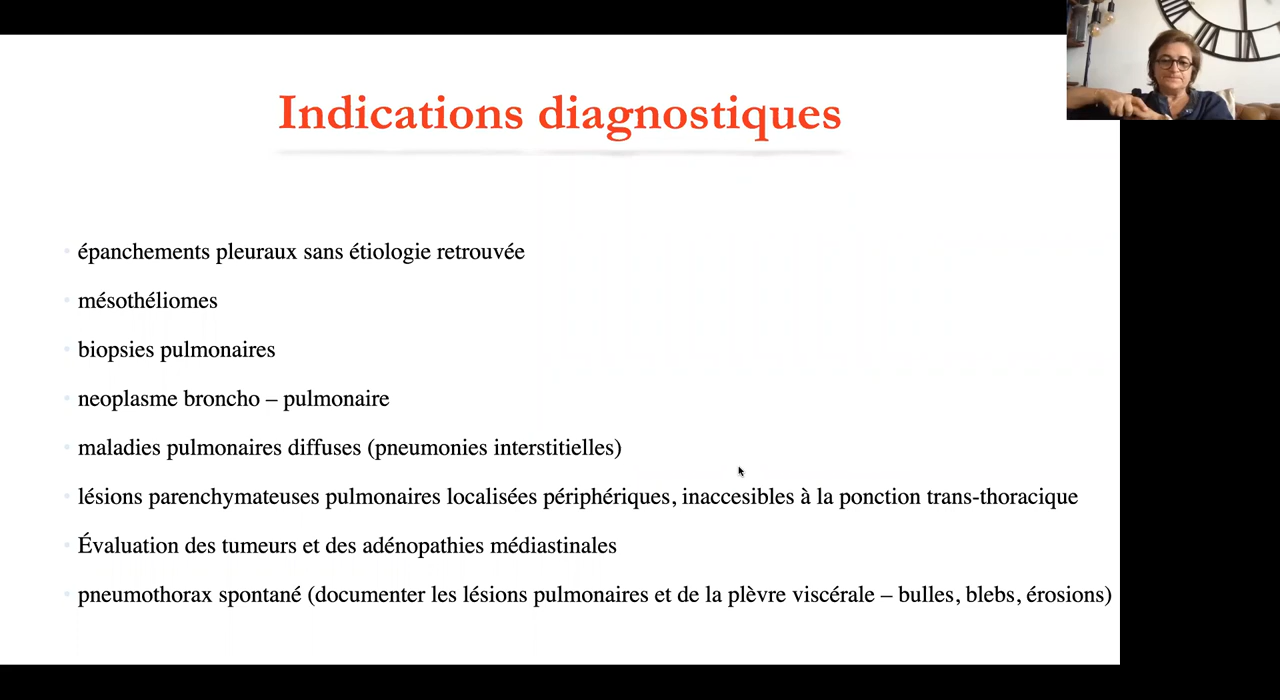 Indications diagnostiques
épanchements pleuraux sans étiologie retrouvée
mésothéliomes
biopsies pulmonaires
neoplasme broncho – pulmonaire
maladies pulmonaires diffuses (pneumonies interstitielles)
lésions parenchymateuses pulmonaires localisées périphériques, inaccesibles à la ponction trans-thoracique
Évaluation des tumeurs et des adénopathies médiastinales
pneumothorax spontané (documenter les lésions pulmonaires et de la plèvre viscérale – bulles, blebs, érosions)